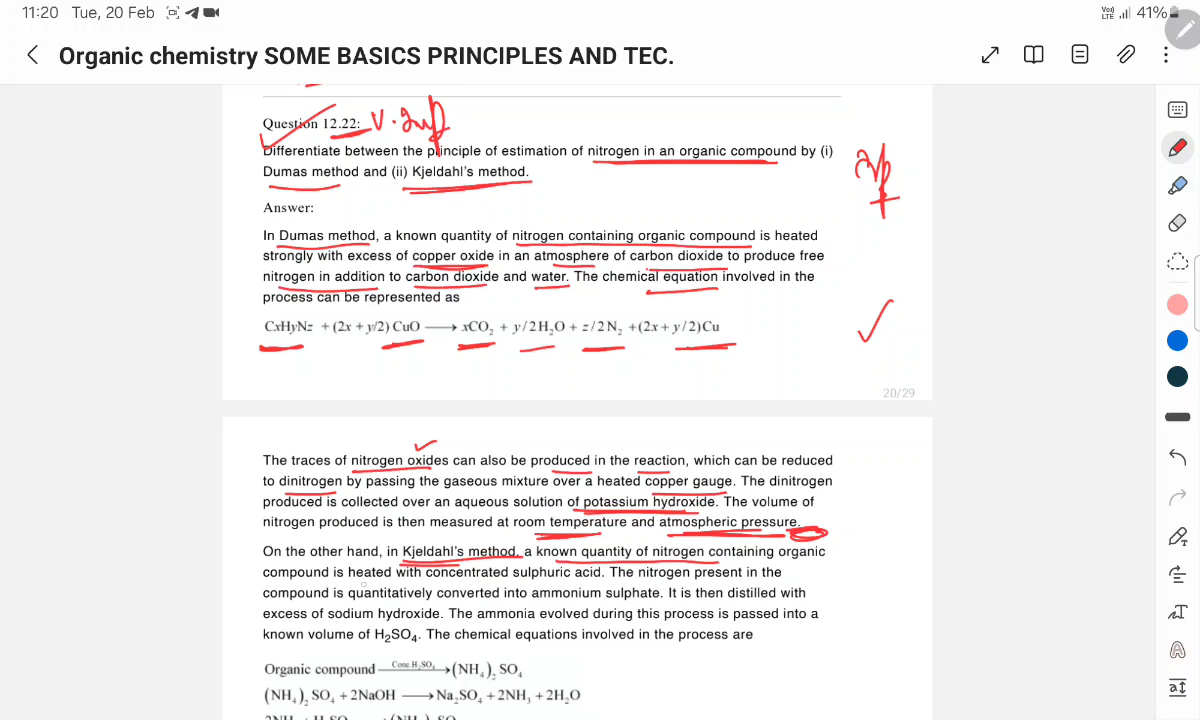 11:20 Tue, 20 Feb
Vo)) LTE 41%
Organic chemistry SOME BASICS PRINCIPLES AND TEC.
Question 12.22: V. Imp
Differentiate between the principle of estimation of nitrogen in an organic compound by (i)
Dumas method and (ii) Kjeldahl's method.
Imp
Answer:
In Dumas method, a known quantity of nitrogen containing organic compound is heated
strongly with excess of copper oxide in an atmosphere of carbon dioxide to produce free
nitrogen in addition to carbon dioxide and water. The chemical equation involved in the
process can be represented as
CxHyNz + (2x + y/2) CuO ⟶ xCO₂ + y/2H₂O + z/2N₂ + (2x + y/2)Cu
20/29
The traces of nitrogen oxides can also be produced in the reaction, which can be reduced
to dinitrogen by passing the gaseous mixture over a heated copper gauge. The dinitrogen
produced is collected over an aqueous solution of potassium hydroxide. The volume of
nitrogen produced is then measured at room temperature and atmospheric pressure.
On the other hand, in Kjeldahl's method, a known quantity of nitrogen containing organic
compound is heated with concentrated sulphuric acid. The nitrogen present in the
compound is quantitatively converted into ammonium sulphate. It is then distilled with
excess of sodium hydroxide. The ammonia evolved during this process is passed into a
known volume of H₂SO₄. The chemical equations involved in the process are
Organic compound —Conc.H₂SO₄→ (NH₄)₂ SO₄
(NH₄)₂ SO₄ + 2NaOH ⟶ Na₂SO₄ + 2NH₃ + 2H₂O